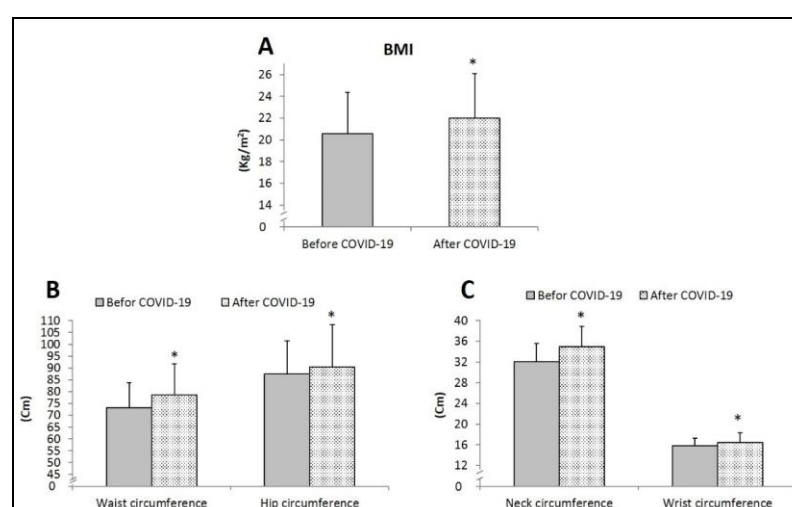 A
BMI
*
26
24
22
20
18
16
14
0
(Kg/m²)
Before COVID-19
After COVID-19
B
Befor COVID-19
After COVID-19
110
105
100
95
90
85
80
75
70
65
60
55
50
45
0
(Cm)
*
*
Waist circumference
Hip circumference
C
Befor COVID-19
After COVID-19
40
36
32
28
24
20
16
12
0
(Cm)
*
*
Neck circumference
Wrist circumference